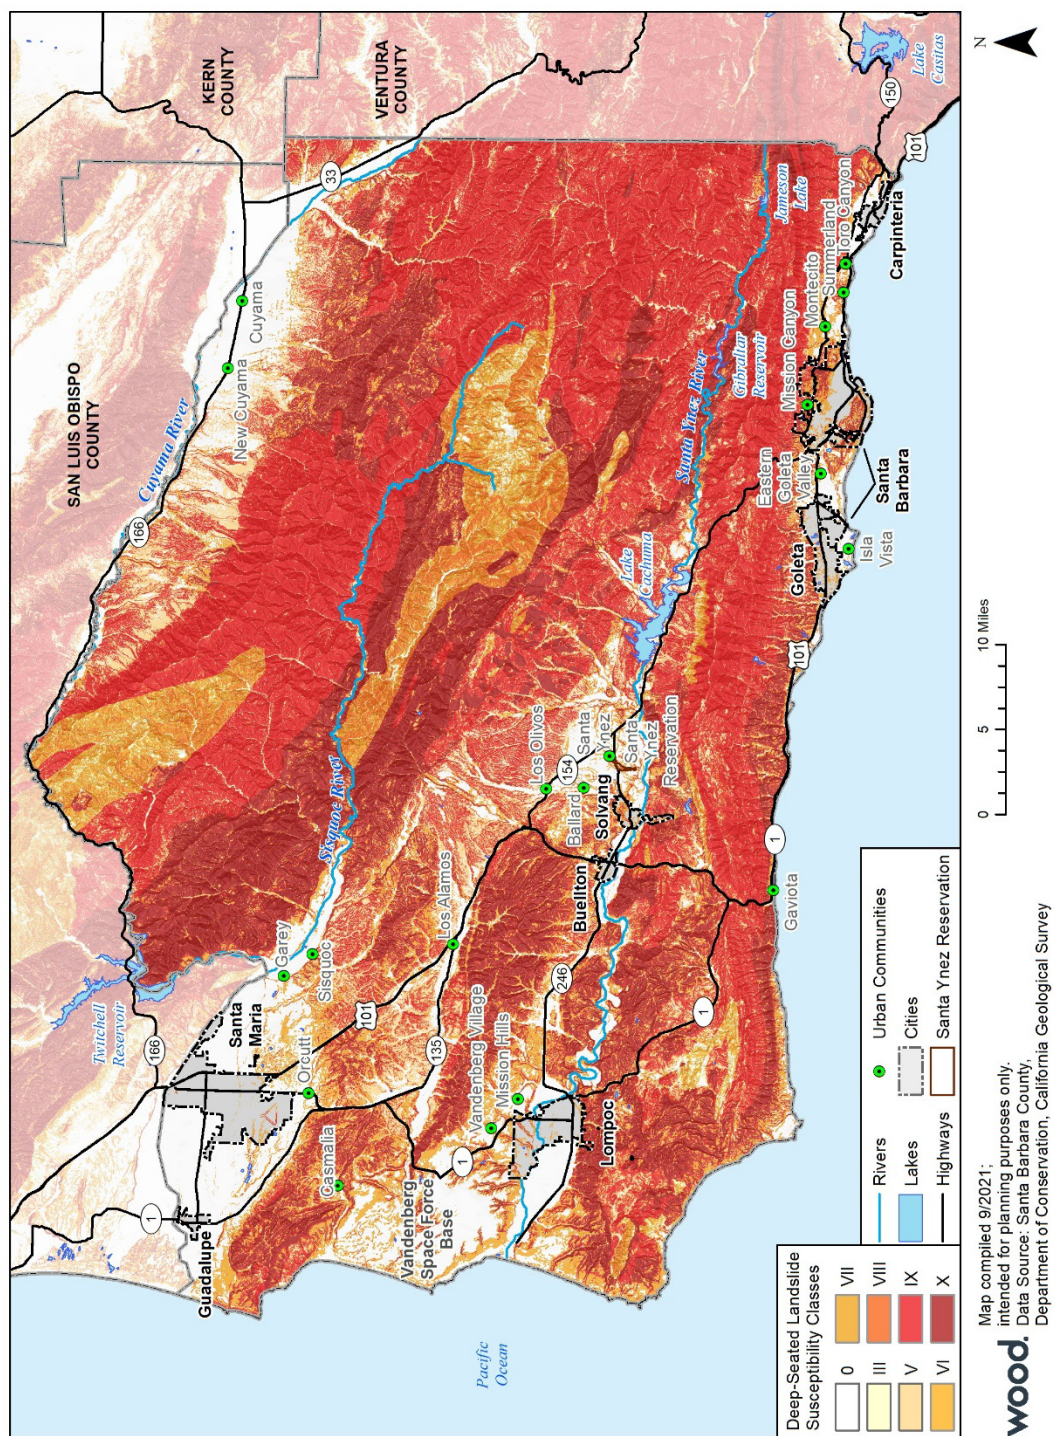 SAN LUIS OBISPO
COUNTY
KERN
COUNTY
VENTURA
COUNTY
166
Cuyama River
New Cuyama
Cuyama
33
Twitchell
Reservoir
166
Santa
Maria
Guadalupe
1
Orcutt
Garey
Sisquoc
Sisquoc River
101
Casmalia
135
Los Alamos
Vandenberg
Space Force
Base
1
Vandenberg Village
Mission Hills
Lompoc
246
Buellton
Solvang
Ballard
Los Olivos
154
Santa
Ynez
Santa
Ynez
Reservation
Lake
Cachuma
Santa Ynez River
Gibraltar
Reservoir
Jameson
Lake
1
Gaviota
1
101
Goleta
Isla
Vista
Eastern
Goleta
Valley
Santa
Barbara
Mission Canyon
Montecito
Summerland
Toro Canyon
Carpinteria
150
101
Lake
Casitas
Pacific
Ocean
Deep-Seated Landslide
Susceptibility Classes
0
III
V
VI
VII
VIII
IX
X
Rivers
Lakes
Highways
Urban Communities
Cities
Santa Ynez Reservation
0 5 10 Miles
N
wood.
Map compiled 9/2021;
intended for planning purposes only.
Data Source: Santa Barbara County,
Department of Conservation, California Geological Survey